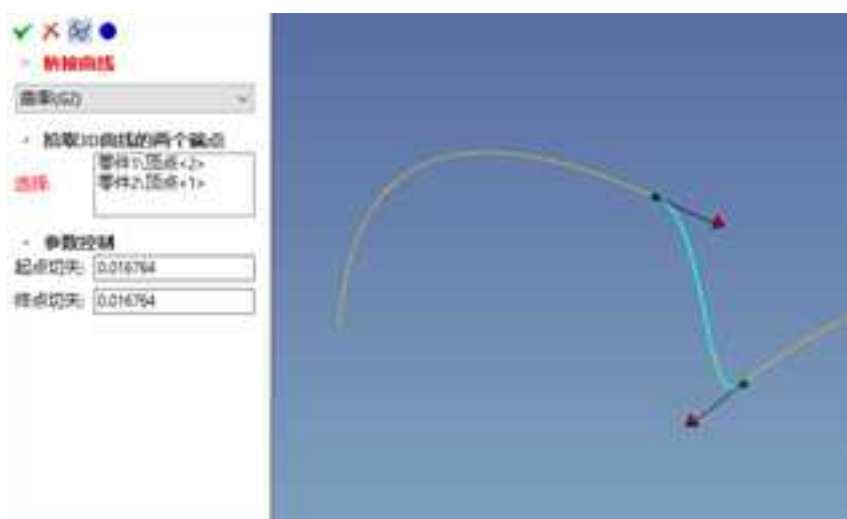 桥接曲线
曲率(G2)
拾取3D曲线的两个端点
零件1\顶点<2>
选择:
零件2\顶点<1>
参数控制
起点切矢: 0.016764
终点切矢: 0.016764